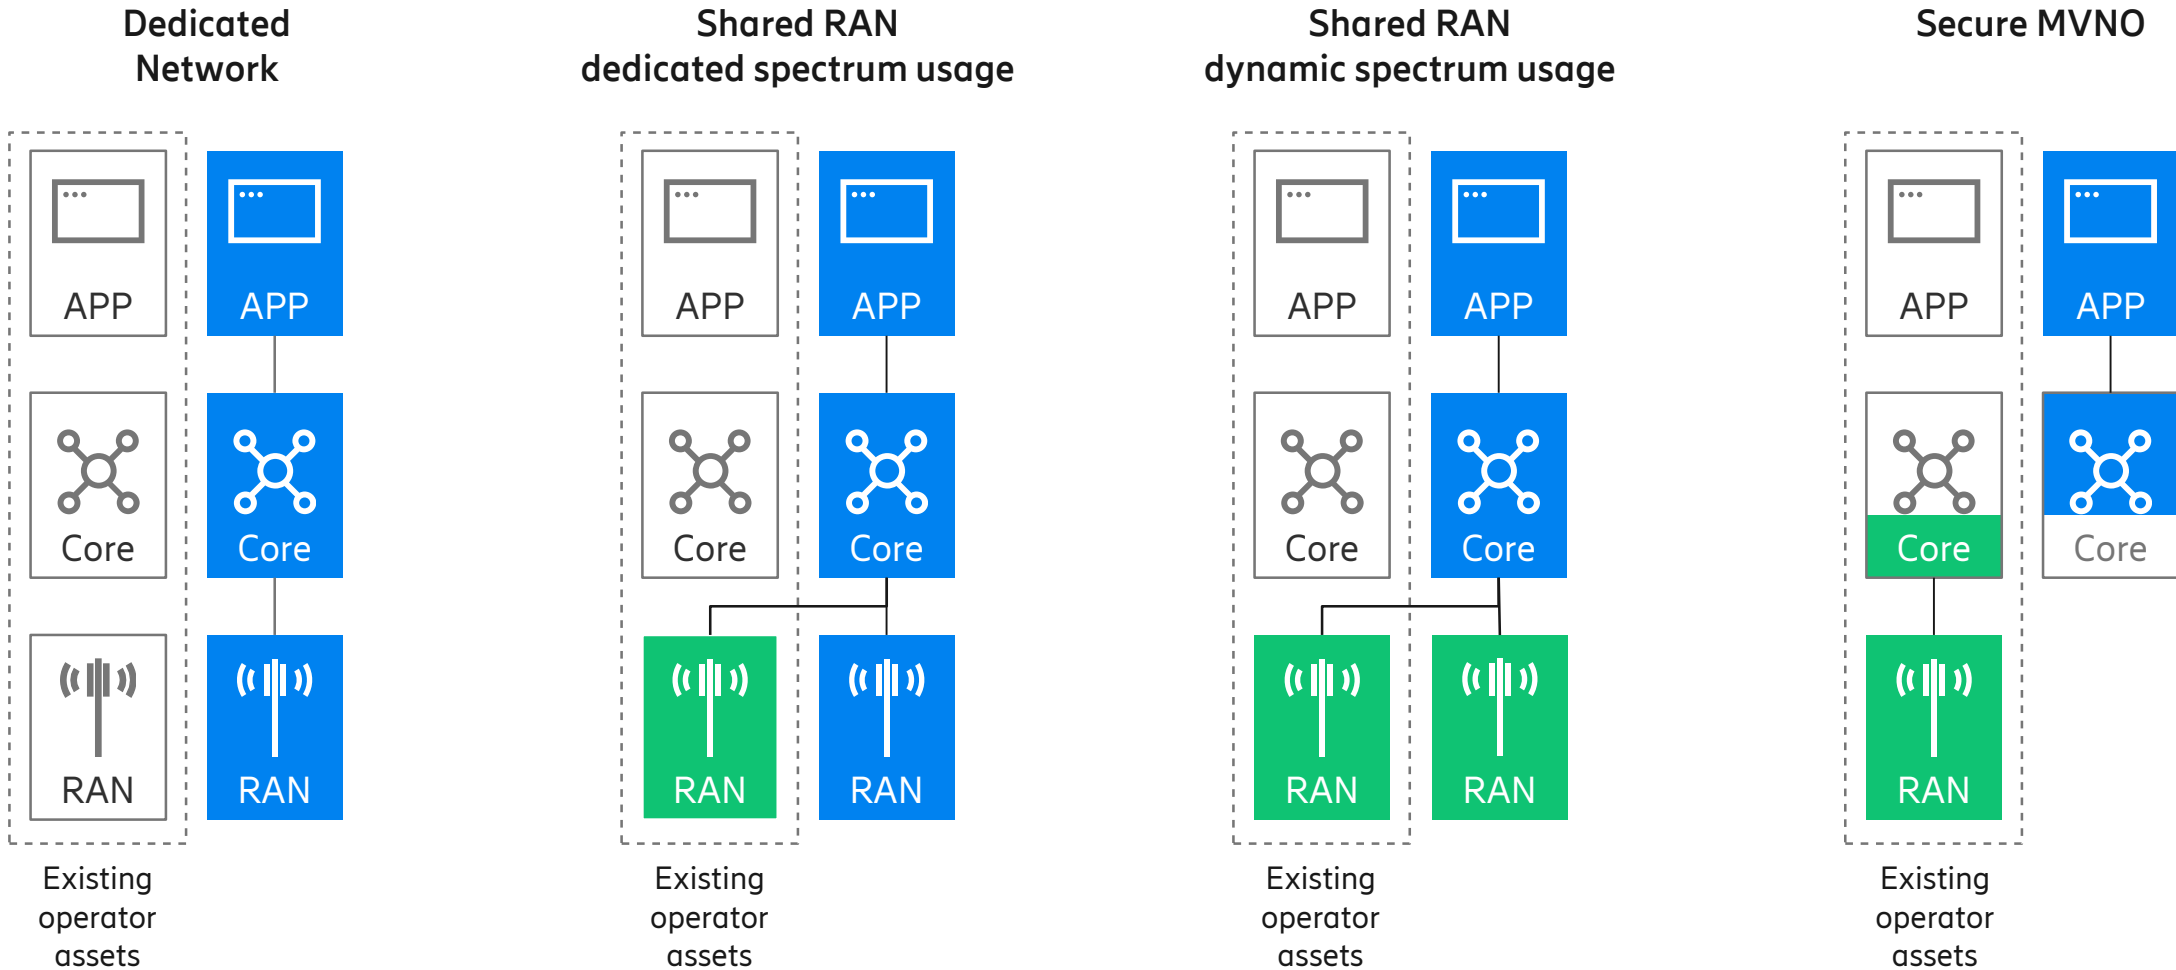 Dedicated
Network
Shared RAN
dedicated spectrum usage
Shared RAN
dynamic spectrum usage
Secure MVNO
APP
APP
APP
APP
APP
APP
APP
APP
Core
Core
Core
Core
Core
Core
Core
Core
RAN
RAN
RAN
RAN
RAN
RAN
RAN
Existing
operator
assets
Existing
operator
assets
Existing
operator
assets
Existing
operator
assets